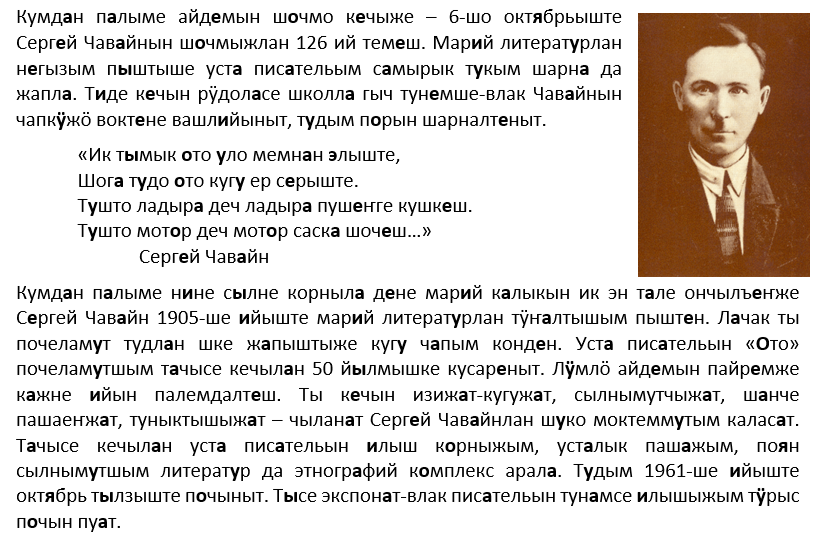 Кумдан палыме айдемын шочмо кечыже – 6-шо октябрьыште
Сергей Чавайнын шочмыжлан 126 ий темеш. Марий литературлан
негызым пыштыше уста писательым самырык тукым шарна да
жапла. Тиде кечын рӱдоласе школла гыч тунемше-влак Чавайнын
чапкӱжӧ воктене вашлийыныт, тудым порын шарналтеныт.
«Ик тымык ото уло мемнан элыште,
Шога тудо ото кугу ер серыште.
Тушто ладыра деч ладыра пушеҥге кушкеш.
Тушто мотор деч мотор саска шочеш…»
Сергей Чавайн
Кумдан палыме нине сылне корныла дене марий калыкын ик эн тале ончылъеҥже
Сергей Чавайн 1905-ше ийыште марий литературлан тӱҥалтышым пыштен. Лачак ты
почеламут тудлан шке жапыштыже кугу чапым конден. Уста писательын «Ото»
почеламутшым тачысе кечылан 50 йылмышке кусареныт. Лӱмлӧ айдемын пайремже
кажне ийын палемдалтеш. Ты кечын изижат-кугужат, сылнымутчыжат, шанче
пашаеҥжат, туныктышыжат – чыланат Сергей Чавайнлан шуко моктеммутым каласат.
Тачысе кечылан уста писательын илыш корныжым, усталык пашажым, поян
сылнымутшым литератур да этнографий комплекс арала. Тудым 1961-ше ийыште
октябрь тылзыште почыныт. Тысе экспонат-влак писательын тунамсе илышыжым тӱрыс
почын пуат.